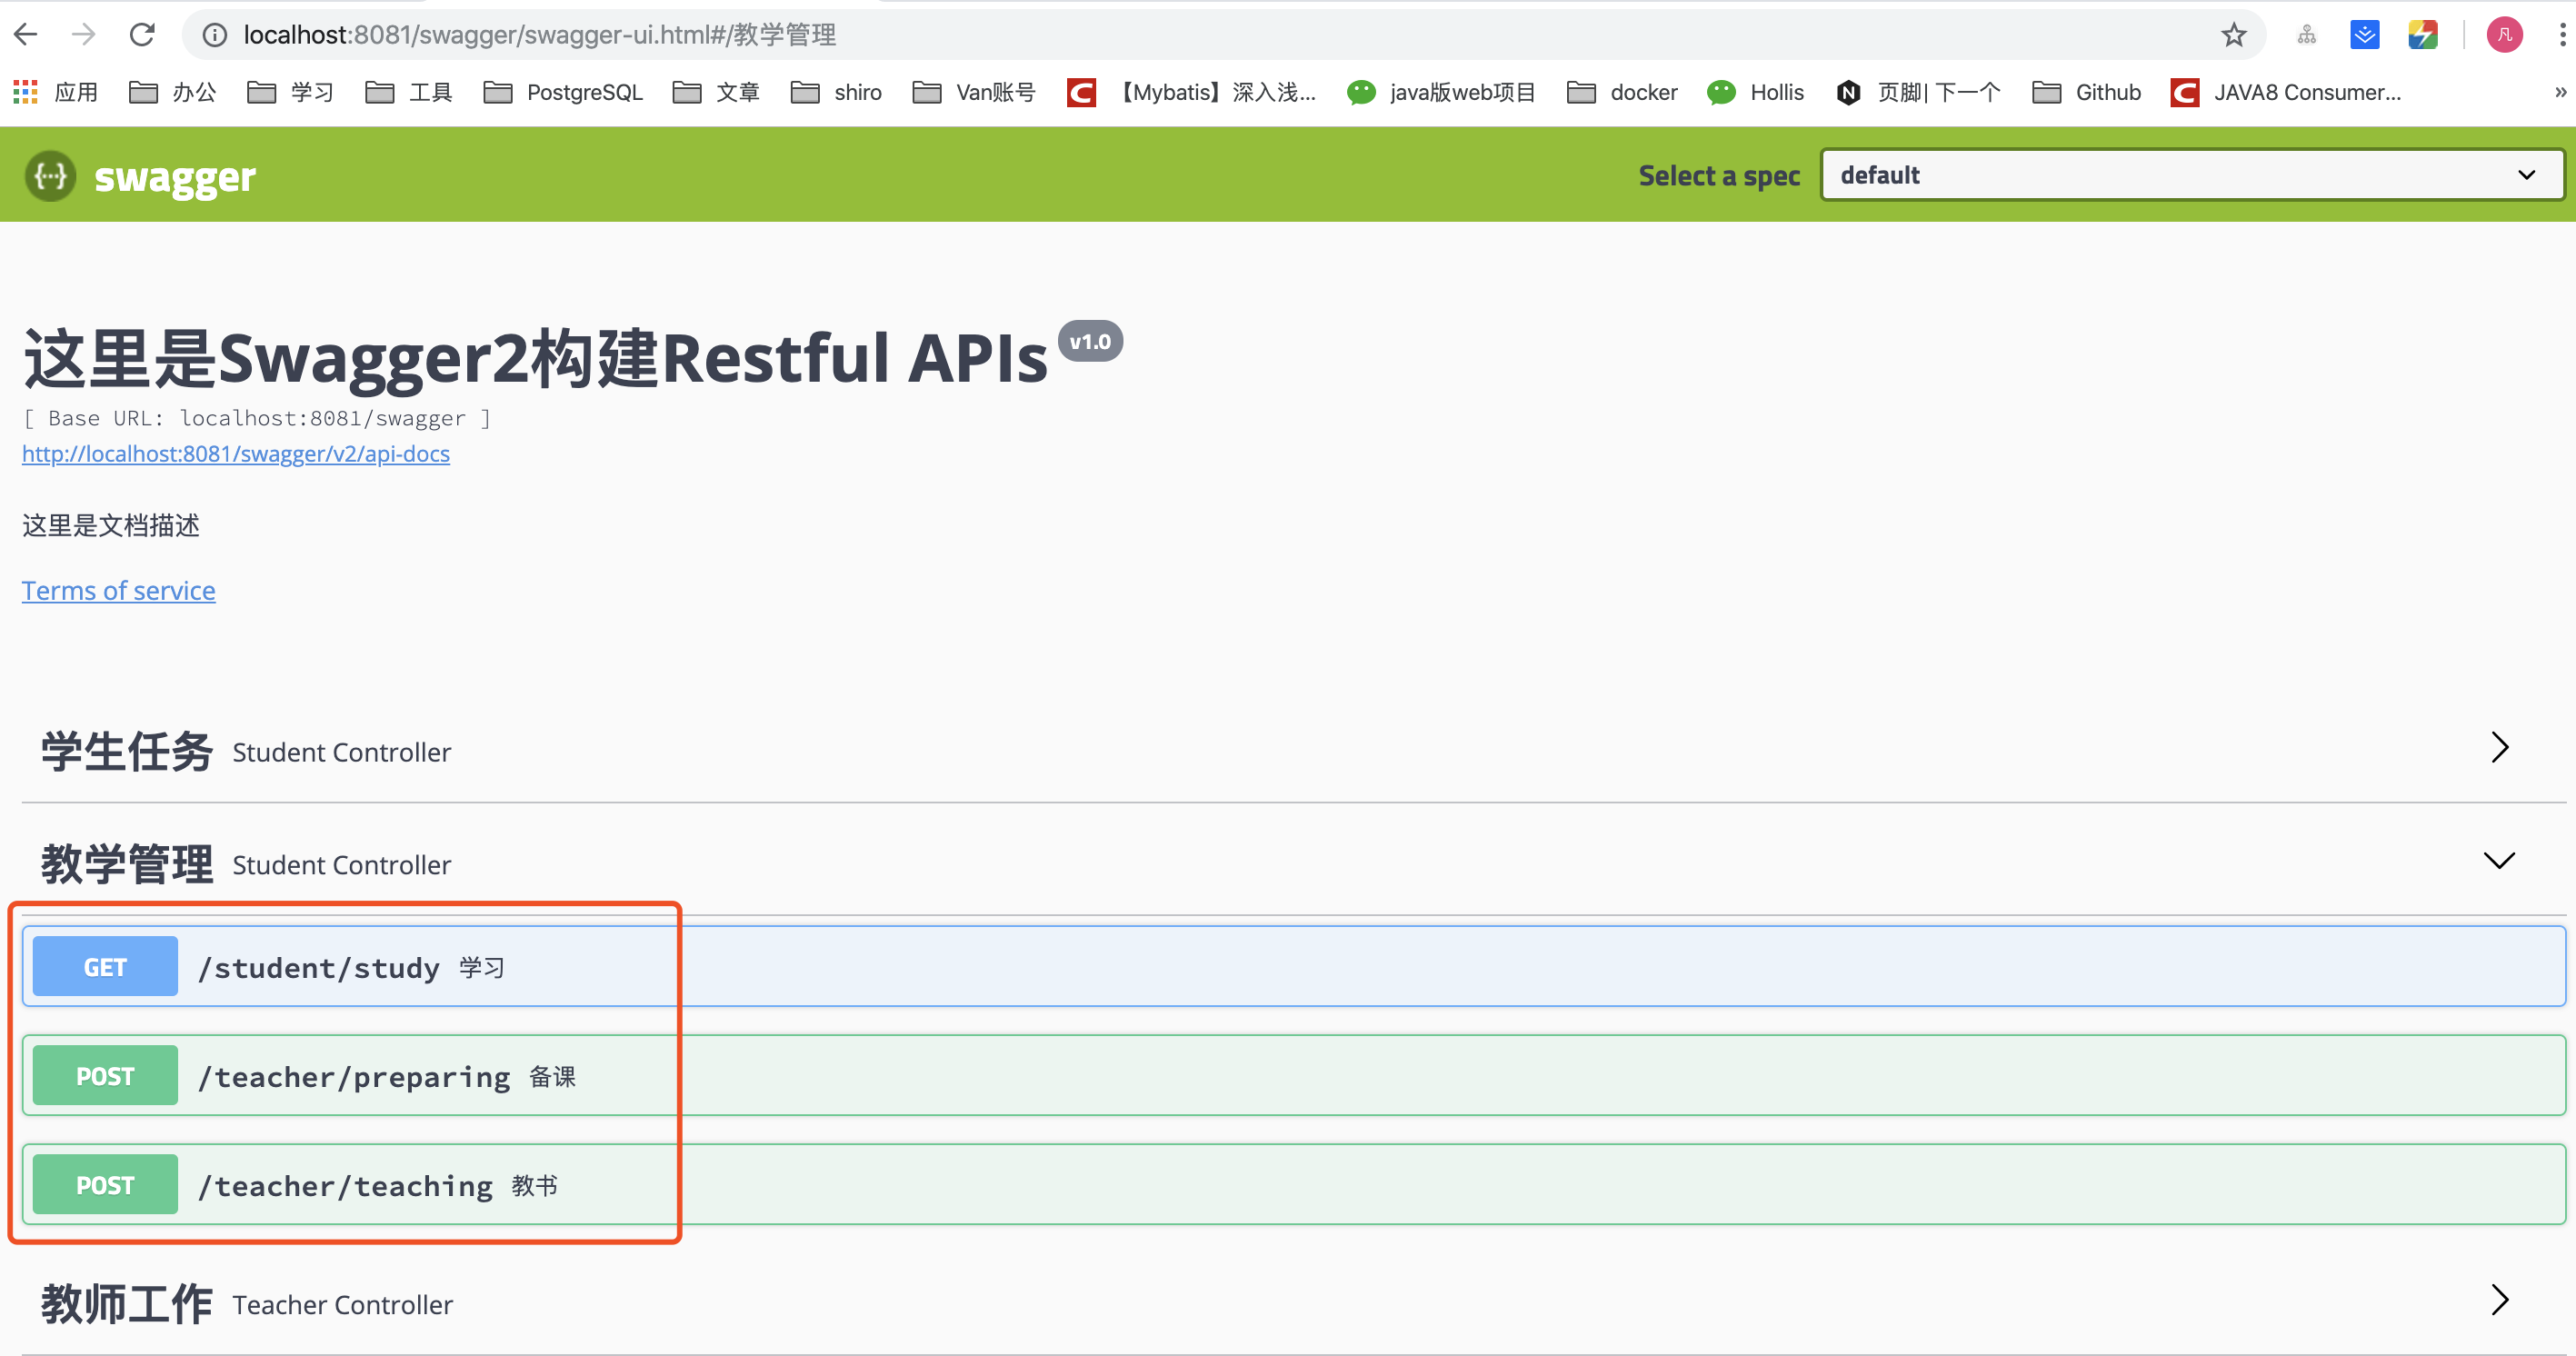 localhost:8081/swagger/swagger-ui.html#/教学管理
凡
应用 办公 学习 工具 PostgreSQL 文章 shiro Van账号 【Mybatis】深入浅... java版web项目 docker Hollis 页脚| 下一个 Github JAVA8 Consumer... »
swagger Select a spec default
这里是Swagger2构建Restful APIs v1.0
[ Base URL: localhost:8081/swagger ]
http://localhost:8081/swagger/v2/api-docs
这里是文档描述
Terms of service
学生任务 Student Controller
教学管理 Student Controller
GET /student/study 学习
POST /teacher/preparing 备课
POST /teacher/teaching 教书
教师工作 Teacher Controller